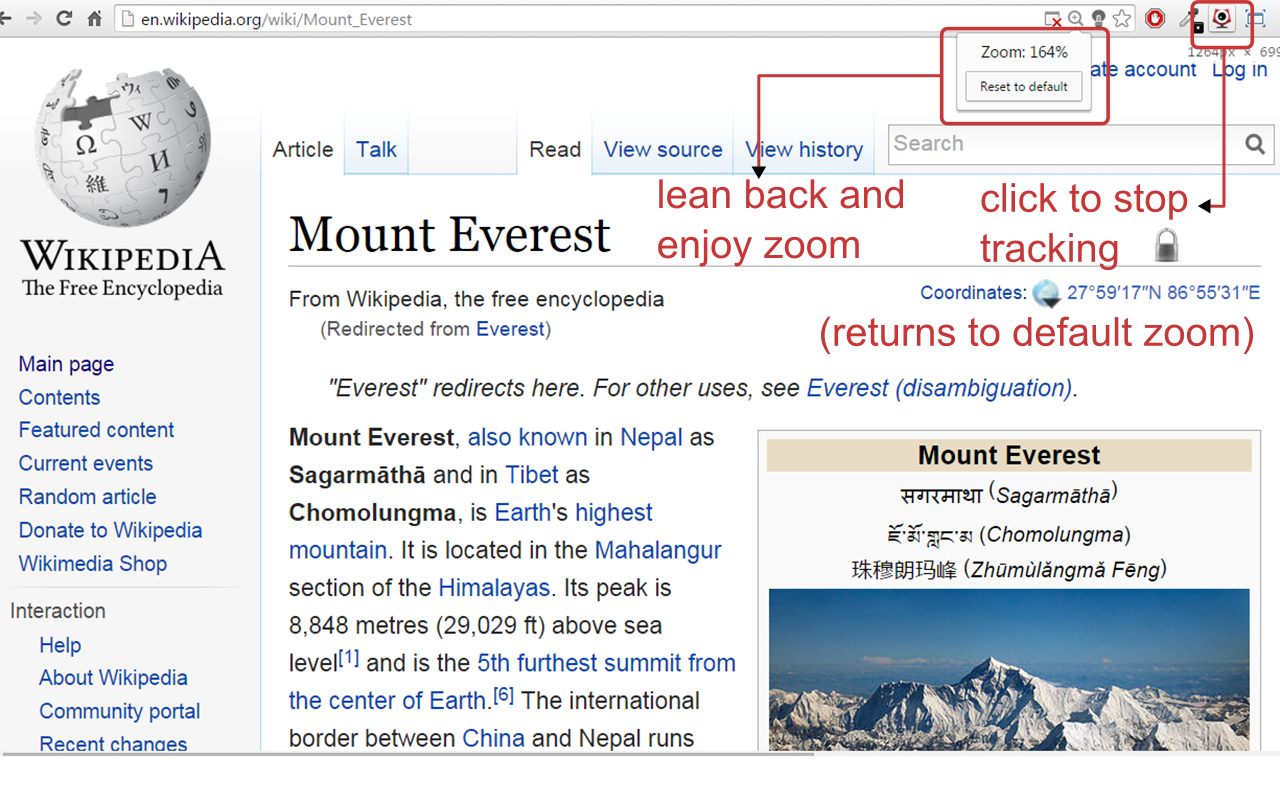 en.wikipedia.org/wiki/Mount_Everest
Zoom: 164%
Reset to default
1264px × 699
ate account Log in
Article Talk Read View source View history Search
lean back and
enjoy zoom
click to stop
tracking
(returns to default zoom)
WIKIPEDIA
The Free Encyclopedia
Ω W И 維
Main page
Contents
Featured content
Current events
Random article
Donate to Wikipedia
Wikimedia Shop
Interaction
Help
About Wikipedia
Community portal
Recent changes
Mount Everest
From Wikipedia, the free encyclopedia
(Redirected from Everest)
Coordinates: 27°59′17″N 86°55′31″E
"Everest" redirects here. For other uses, see Everest (disambiguation).
Mount Everest, also known in Nepal as
Sagarmāthā and in Tibet as
Chomolungma, is Earth's highest
mountain. It is located in the Mahalangur
section of the Himalayas. Its peak is
8,848 metres (29,029 ft) above sea
level[1] and is the 5th furthest summit from
the center of Earth.[6] The international
border between China and Nepal runs
Mount Everest
सगरमाथा (Sagarmāthā)
ཇོ་མོ་གླང་མ (Chomolungma)
珠穆朗玛峰 (Zhūmùlǎngmǎ Fēng)